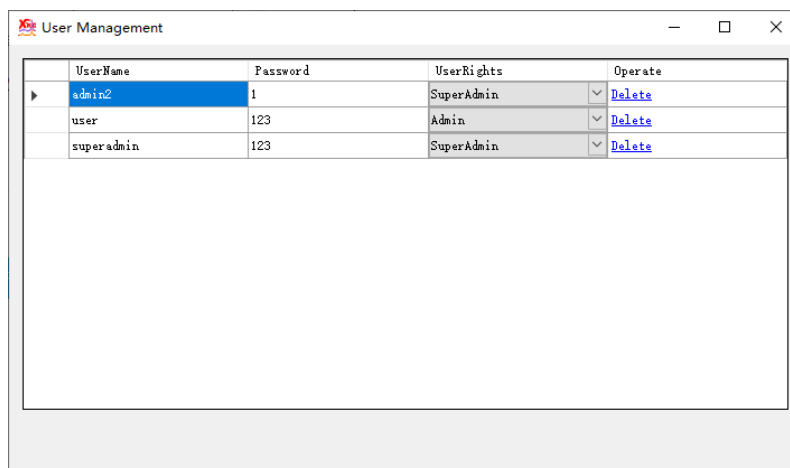 User Management
UserName Password UserRights Operate
admin2 1 SuperAdmin Delete
user 123 Admin Delete
superadmin 123 SuperAdmin Delete